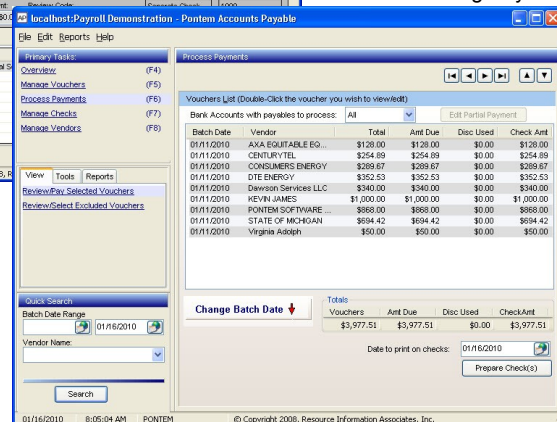 localhost:Payroll Demonstration - Pontem Accounts Payable
File Edit Reports Help
Primary Tasks:
Overview (F4)
Manage Vouchers (F5)
Process Payments (F6)
Manage Checks (F7)
Manage Vendors (F8)
View Tools Reports
Review/Pay Selected Vouchers
Review/Select Excluded Vouchers
Quick Search
Batch Date Range
01/16/2010
Vendor Name:
Search
Process Payments
Vouchers List (Double-Click the voucher you wish to view/edit)
Bank Accounts with payables to process: All Edit Partial Payment
Batch Date Vendor Total Amt Due Disc Used Check Amt
01/11/2010 AXA EQUITABLE EQ... $128.00 $128.00 $0.00 $128.00
01/11/2010 CENTURYTEL $254.89 $254.89 $0.00 $254.89
01/11/2010 CONSUMERS ENERGY $289.67 $289.67 $0.00 $289.67
01/11/2010 DTE ENERGY $352.53 $352.53 $0.00 $352.53
01/11/2010 Dawson Services LLC $340.00 $340.00 $0.00 $340.00
01/11/2010 KEVIN JAMES $1,000.00 $1,000.00 $0.00 $1,000.00
01/11/2010 PONTEM SOFTWARE ... $868.00 $868.00 $0.00 $868.00
01/11/2010 STATE OF MICHIGAN $694.42 $694.42 $0.00 $694.42
01/11/2010 Virginia Adolph $50.00 $50.00 $0.00 $50.00
Change Batch Date
Totals
Vouchers Amt Due Disc Used CheckAmt
$3,977.51 $3,977.51 $0.00 $3,977.51
Date to print on checks: 01/16/2010
Prepare Check(s)
01/16/2010 8:05:04 AM PONTEM © Copyright 2008, Resource Information Associates, Inc.